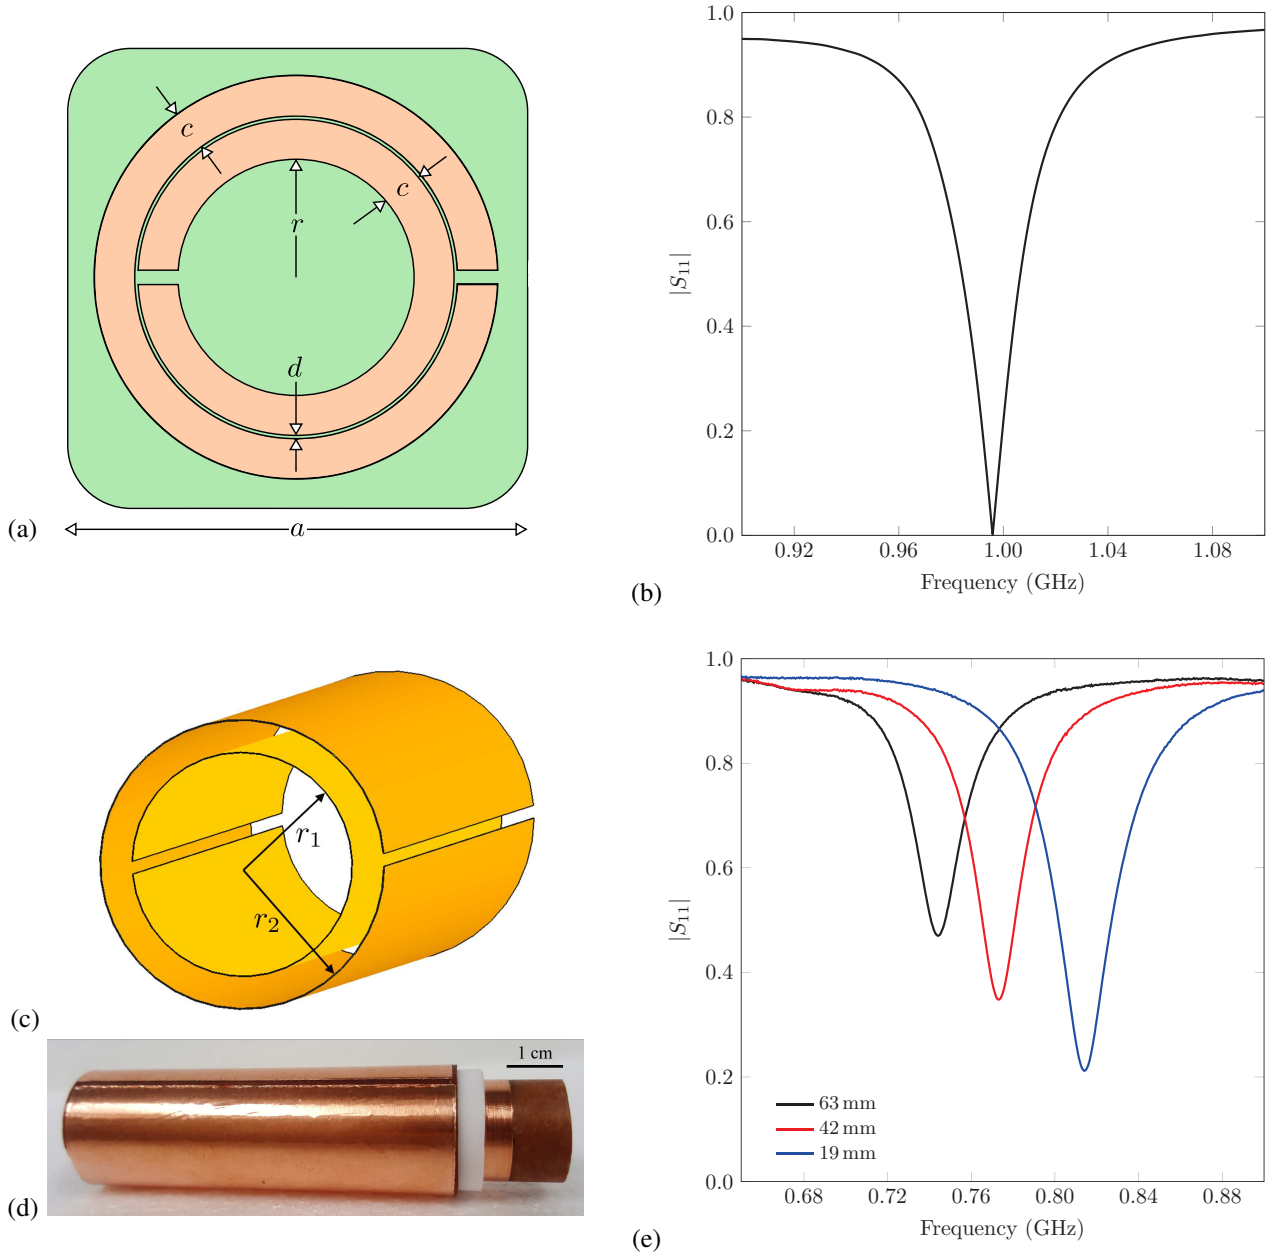 c
c
r
d
a
(a)
1.0
0.8
0.6
0.4
0.2
0.0
|S₁₁|
0.92 0.96 1.00 1.04 1.08
Frequency (GHz)
(b)
r₁
r₂
(c)
1 cm
(d)
1.0
0.8
0.6
0.4
0.2
0.0
|S₁₁|
63 mm
42 mm
19 mm
0.68 0.72 0.76 0.80 0.84 0.88
Frequency (GHz)
(e)